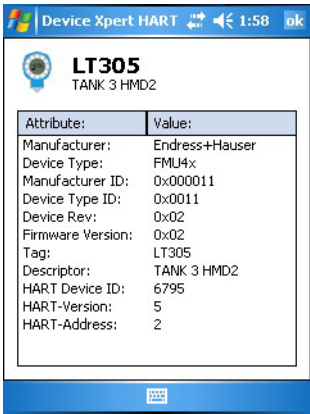 Device Xpert HART 1:58 ok
LT305
TANK 3 HMD2
Attribute: Value:
Manufacturer: Endress+Hauser
Device Type: FMU4x
Manufacturer ID: 0x000011
Device Type ID: 0x0011
Device Rev: 0x02
Firmware Version: 0x02
Tag: LT305
Descriptor: TANK 3 HMD2
HART Device ID: 6795
HART-Version: 5
HART-Address: 2